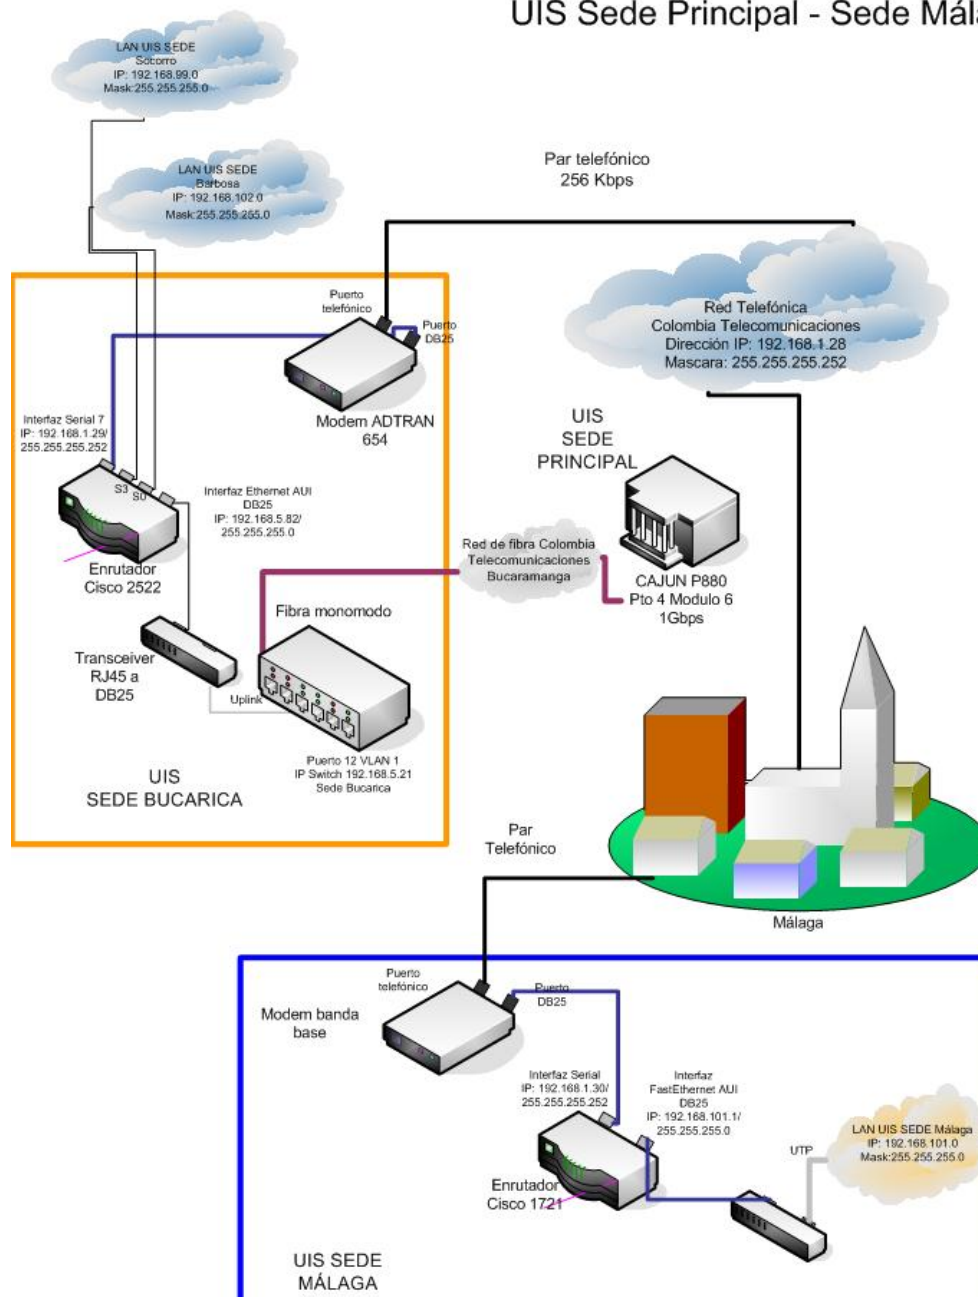 UIS Sede Principal - Sede Mála
LAN UIS SEDE
Socorro
IP: 192.168.99.0
Mask:255.255.255.0
LAN UIS SEDE
Barbosa
IP: 192.168.102.0
Mask:255.255.255.0
Par telefónico
256 Kbps
Puerto
telefónico
Puerto
DB25
Modem ADTRAN
654
Red Telefónica
Colombia Telecomunicaciones
Dirección IP: 192.168.1.28
Mascara: 255.255.255.252
Interfaz Serial 7
IP: 192.168.1.29/
255.255.255.252
S3
S0
Interfaz Ethernet AUI
DB25
IP: 192.168.5.82/
255.255.255.0
Enrutador
Cisco 2522
UIS
SEDE
PRINCIPAL
Red de fibra Colombia
Telecomunicaciones
Bucaramanga
CAJUN P880
Pto 4 Modulo 6
1Gbps
Fibra monomodo
Transceiver
RJ45 a
DB25
Uplink
Puerto 12 VLAN 1
IP Switch 192.168.5.21
Sede Bucarica
UIS
SEDE BUCARICA
Par
Telefónico
Málaga
Puerto
telefónico
Puerto
DB25
Modem banda
base
Interfaz Serial
IP: 192.168.1.30/
255.255.255.252
Interfaz
FastEthernet AUI
DB25
IP: 192.168.101.1/
255.255.255.0
Enrutador
Cisco 1721
UTP
LAN UIS SEDE Málaga
IP: 192.168.101.0
Mask:255.255.255.0
UIS SEDE
MÁLAGA